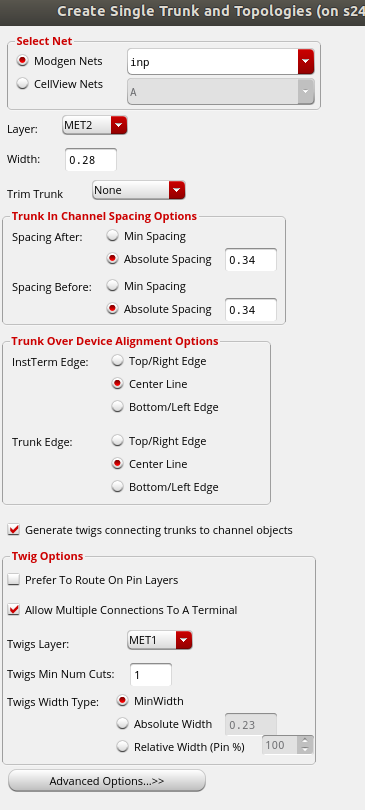 Create Single Trunk and Topologies (on s24
Select Net
Modgen Nets inp
CellView Nets A
Layer: MET2
Width: 0.28
Trim Trunk None
Trunk In Channel Spacing Options
Spacing After: Min Spacing
Absolute Spacing 0.34
Spacing Before: Min Spacing
Absolute Spacing 0.34
Trunk Over Device Alignment Options
InstTerm Edge: Top/Right Edge
Center Line
Bottom/Left Edge
Trunk Edge: Top/Right Edge
Center Line
Bottom/Left Edge
Generate twigs connecting trunks to channel objects
Twig Options
Prefer To Route On Pin Layers
Allow Multiple Connections To A Terminal
Twigs Layer: MET1
Twigs Min Num Cuts: 1
Twigs Width Type: MinWidth
Absolute Width 0.23
Relative Width (Pin %) 100
Advanced Options...>>